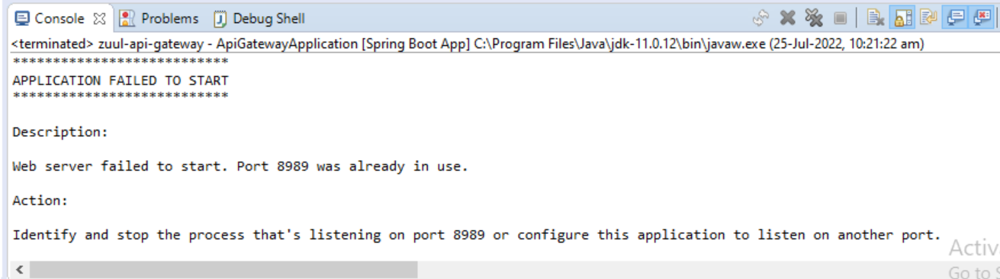 Console Problems Debug Shell
<terminated> zuul-api-gateway - ApiGatewayApplication [Spring Boot App] C:\Program Files\Java\jdk-11.0.12\bin\javaw.exe (25-Jul-2022, 10:21:22 am)
***************************
APPLICATION FAILED TO START
***************************
Description:
Web server failed to start. Port 8989 was already in use.
Action:
Identify and stop the process that's listening on port 8989 or configure this application to listen on another port.
Activ
Go to S